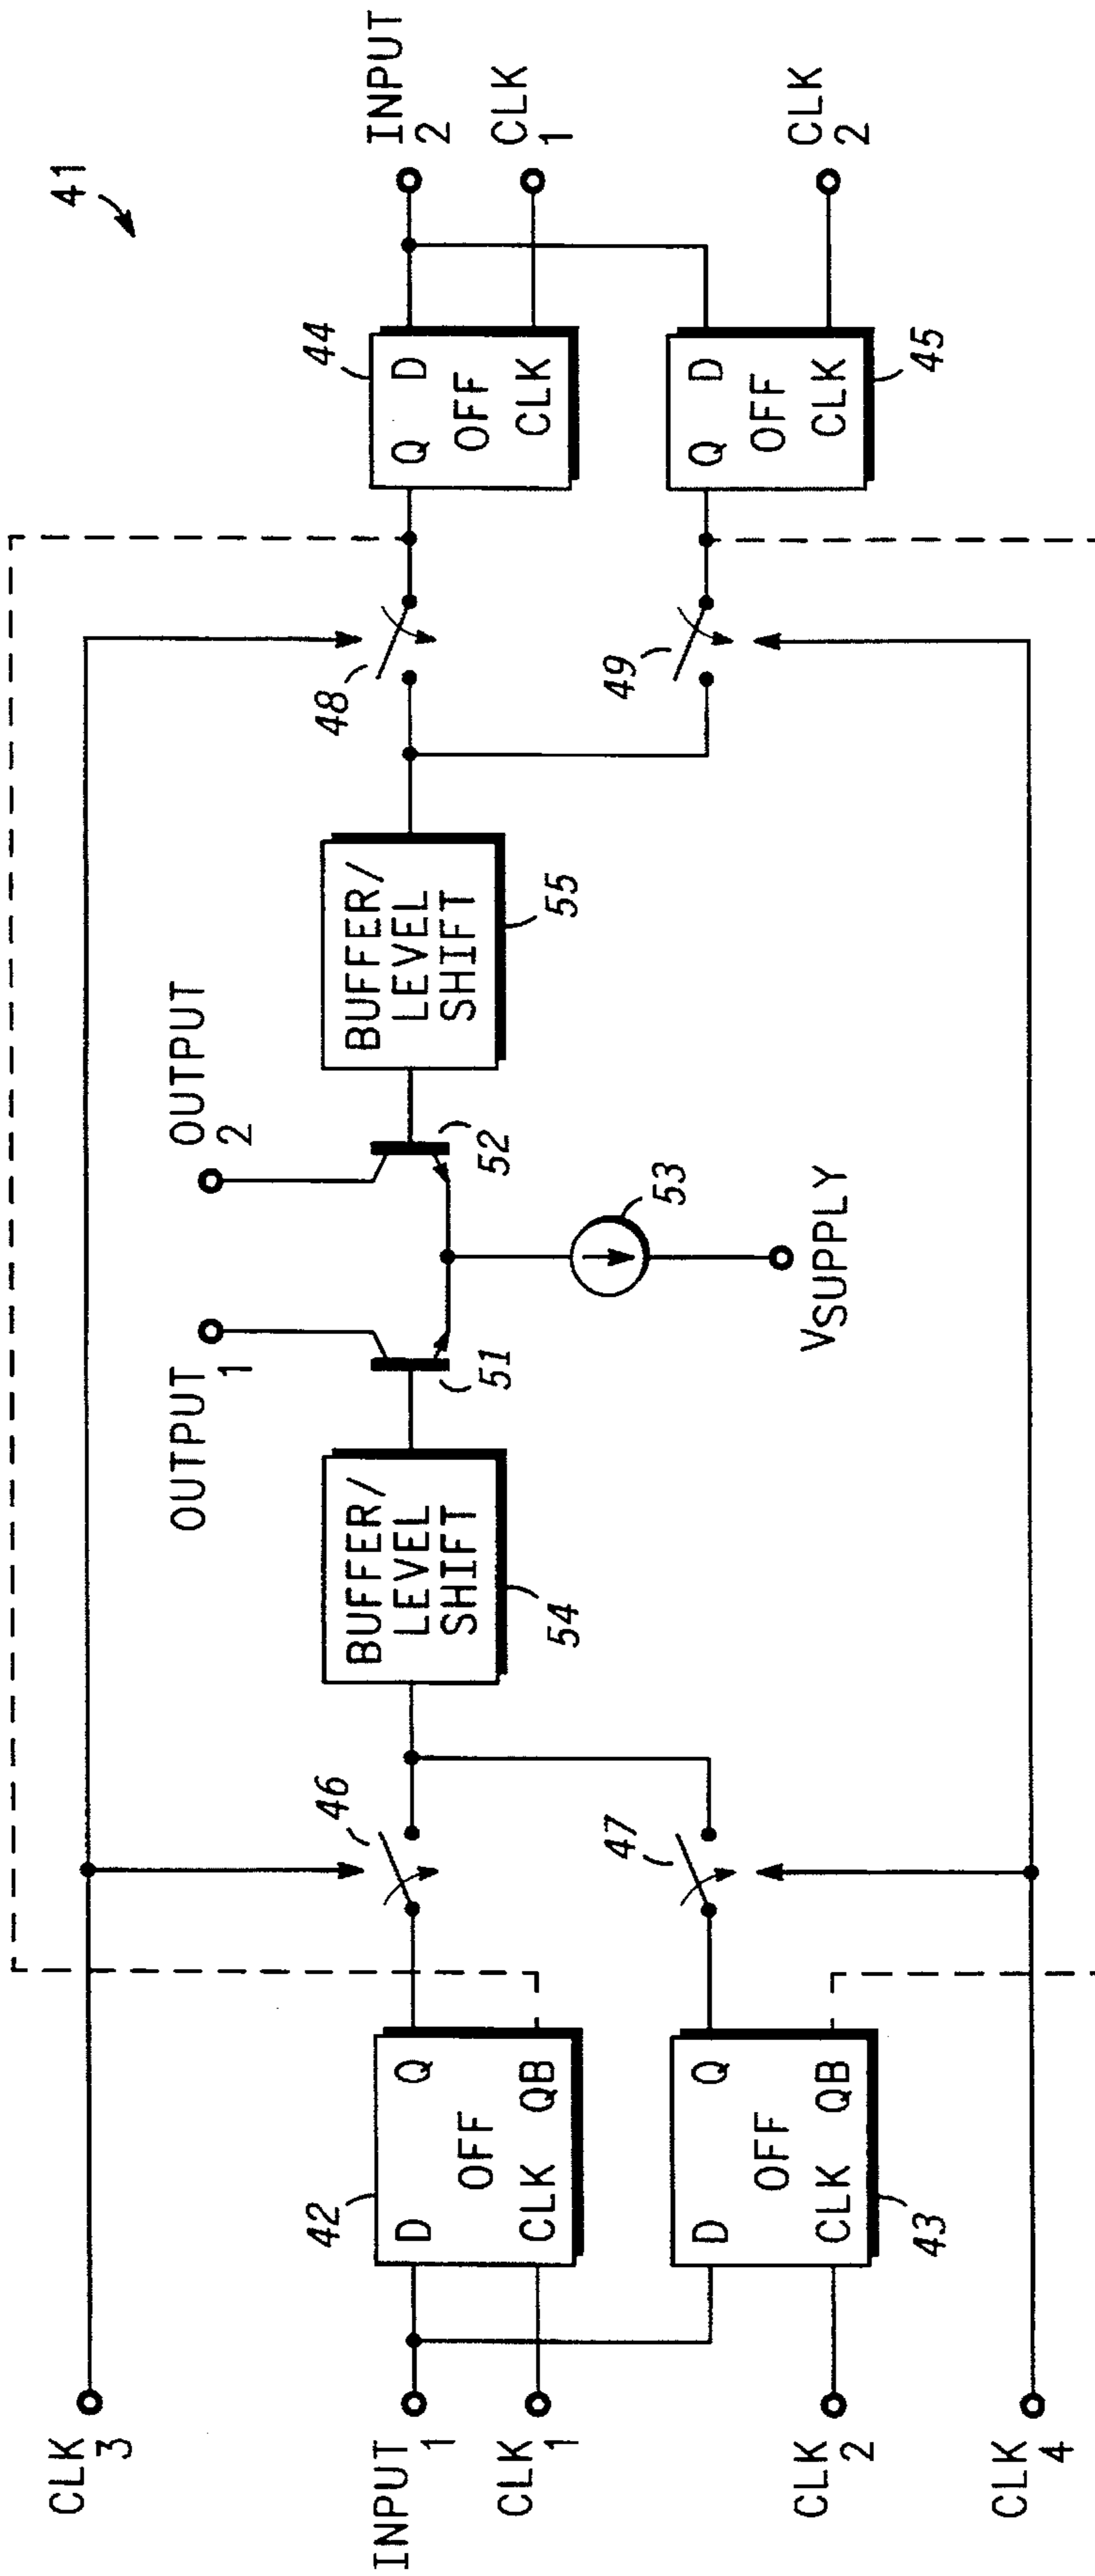 41
CLK
3
INPUT
1
CLK
1
CLK
2
CLK
4
42
D Q
OFF
CLK QB
43
D Q
OFF
CLK QB
46
47
BUFFER/
LEVEL
SHIFT
54
OUTPUT
1
OUTPUT
2
51
52
53
VSUPPLY
BUFFER/
LEVEL
SHIFT
55
48
49
44
Q D
OFF
CLK
45
Q D
OFF
CLK
INPUT
2
CLK
1
CLK
2